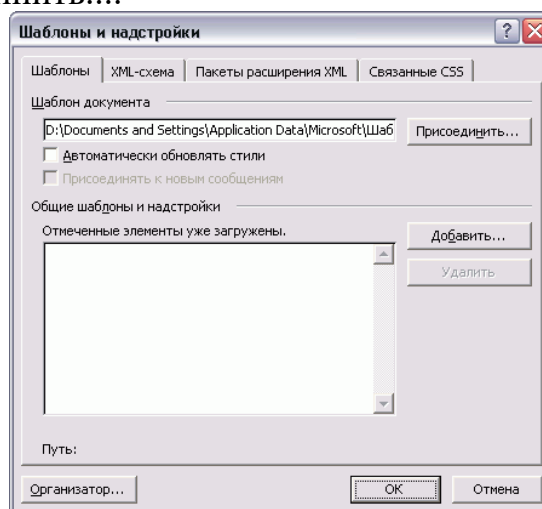 Шаблоны и надстройки
Шаблоны XML-схема Пакеты расширения XML Связанные CSS
Шаблон документа
D:\Documents and Settings\Application Data\Microsoft\Шаб Присоединить...
Автоматически обновлять стили
Присоединять к новым сообщениям
Общие шаблоны и надстройки
Отмеченные элементы уже загружены. Добавить...
Удалить
Путь:
Организатор... ОК Отмена